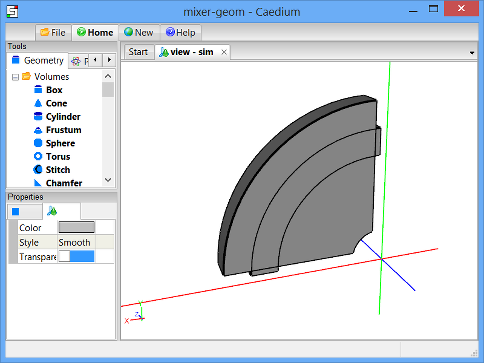 mixer-geom - Caedium
File Home New Help
Tools
Geometry
Volumes
Box
Cone
Cylinder
Frustum
Sphere
Torus
Stitch
Chamfer
Properties
Color
Style Smooth
Transpare
Start view - sim
x